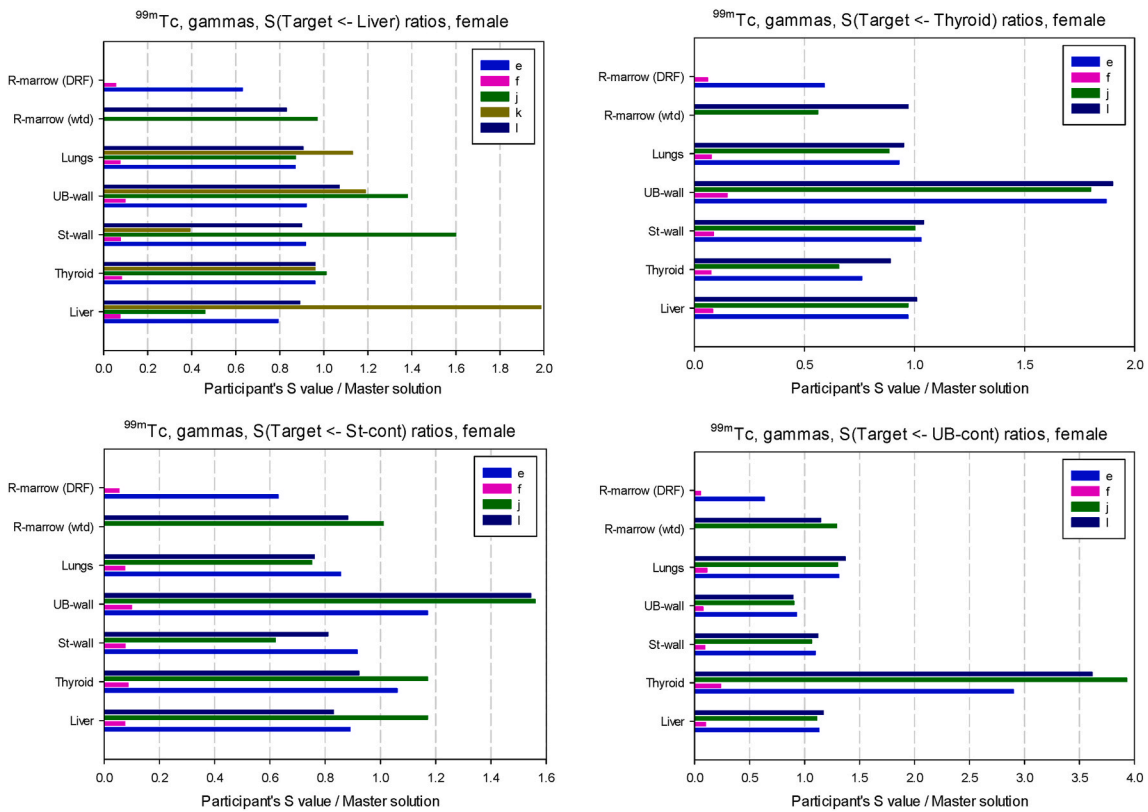 ⁹⁹ᵐTc, gammas, S(Target <- Liver) ratios, female
R-marrow (DRF)
R-marrow (wtd)
Lungs
UB-wall
St-wall
Thyroid
Liver
e
f
j
k
l
0.0 0.2 0.4 0.6 0.8 1.0 1.2 1.4 1.6 1.8 2.0
Participant's S value / Master solution
⁹⁹ᵐTc, gammas, S(Target <- Thyroid) ratios, female
R-marrow (DRF)
R-marrow (wtd)
Lungs
UB-wall
St-wall
Thyroid
Liver
e
f
j
l
0.0 0.5 1.0 1.5 2.0
Participant's S value / Master solution
⁹⁹ᵐTc, gammas, S(Target <- St-cont) ratios, female
R-marrow (DRF)
R-marrow (wtd)
Lungs
UB-wall
St-wall
Thyroid
Liver
e
f
j
l
0.0 0.2 0.4 0.6 0.8 1.0 1.2 1.4 1.6
Participant's S value / Master solution
⁹⁹ᵐTc, gammas, S(Target <- UB-cont) ratios, female
R-marrow (DRF)
R-marrow (wtd)
Lungs
UB-wall
St-wall
Thyroid
Liver
e
f
j
l
0.0 0.5 1.0 1.5 2.0 2.5 3.0 3.5 4.0
Participant's S value / Master solution